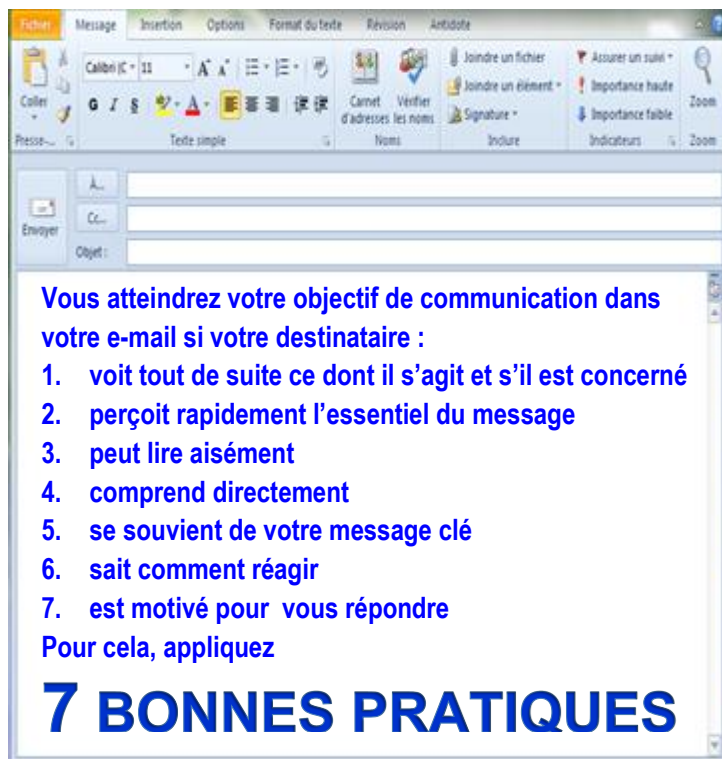 Fichier Message Insertion Options Format du texte Révision Antidote
Coller
Calibri (C 11
G I S
Carnet d'adresses
Vérifier les noms
Joindre un fichier
Joindre un élément
Signature
Assurer un suivi
Importance haute
Importance faible
Zoom
Presse-... Texte simple Noms Inclure Indicateurs Zoom
Envoyer
À...
Cc...
Objet :
Vous atteindrez votre objectif de communication dans
votre e-mail si votre destinataire :
1. voit tout de suite ce dont il s’agit et s’il est concerné
2. perçoit rapidement l’essentiel du message
3. peut lire aisément
4. comprend directement
5. se souvient de votre message clé
6. sait comment réagir
7. est motivé pour vous répondre
Pour cela, appliquez
7 BONNES PRATIQUES